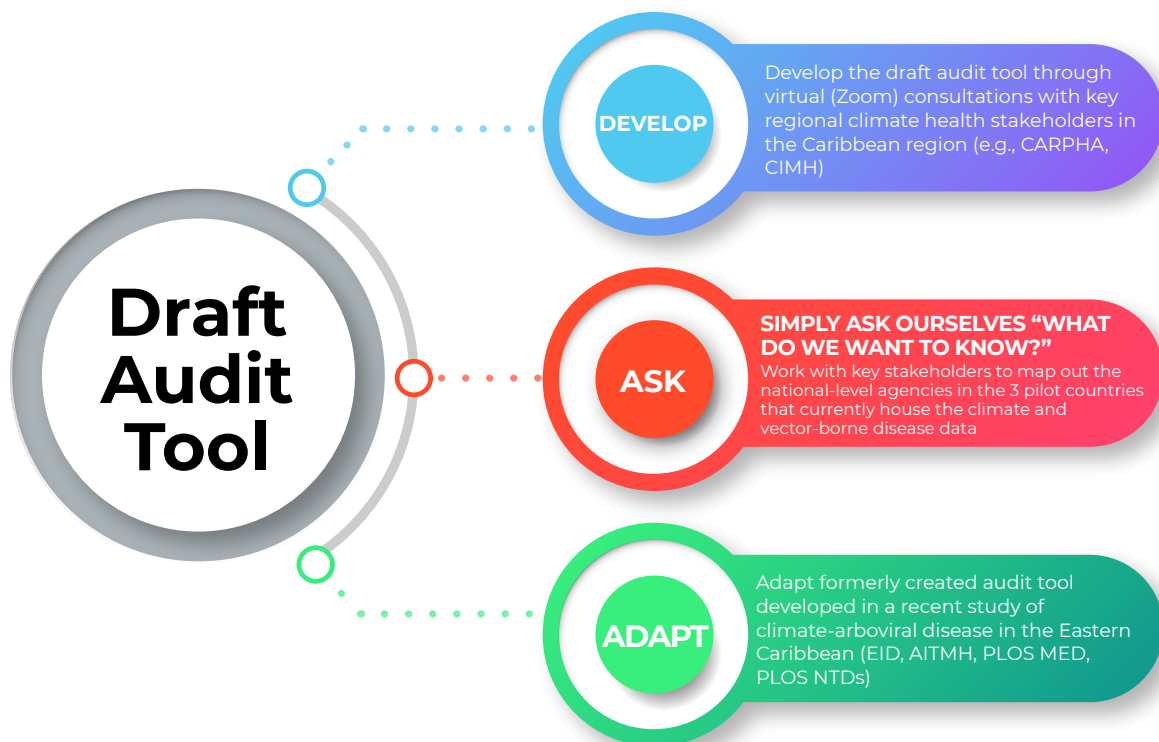 Draft
Audit
Tool
DEVELOP
Develop the draft audit tool through
virtual (Zoom) consultations with key
regional climate health stakeholders in
the Caribbean region (e.g., CARPHA,
CIMH)
ASK
SIMPLY ASK OURSELVES “WHAT
DO WE WANT TO KNOW?”
Work with key stakeholders to map out the
national-level agencies in the 3 pilot countries
that currently house the climate and
vector-borne disease data
ADAPT
Adapt formerly created audit tool
developed in a recent study of
climate-arboviral disease in the Eastern
Caribbean (EID, AITMH, PLOS MED,
PLOS NTDs)